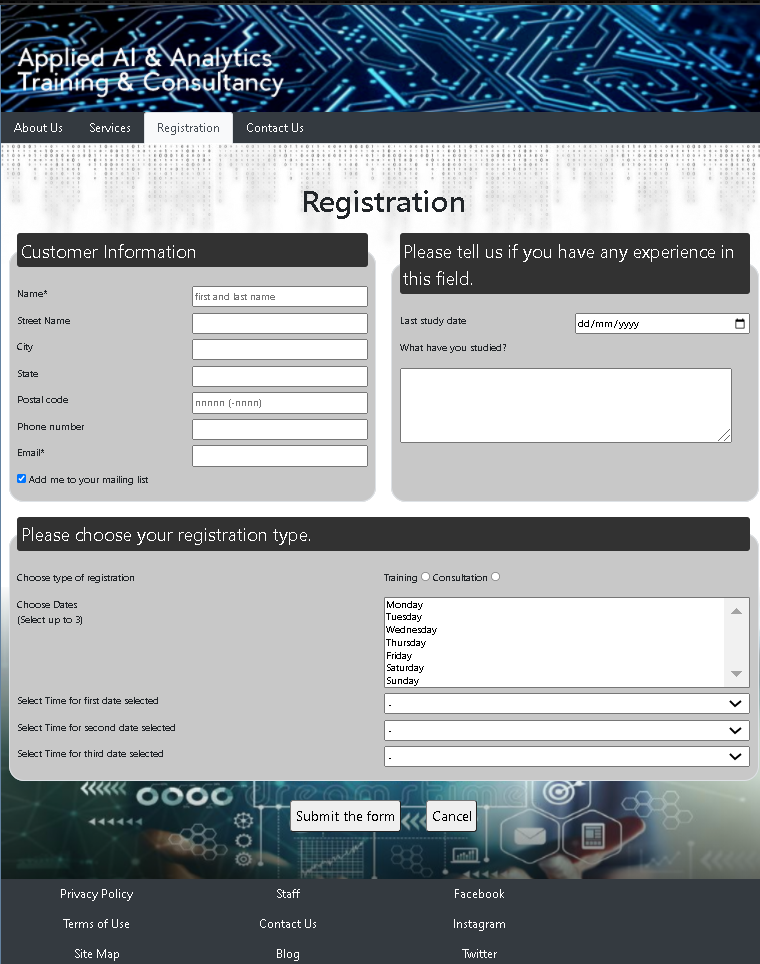 Applied AI & Analytics
Training & Consultancy
About Us
Services
Registration
Contact Us
Registration
Customer Information
Name*
first and last name
Street Name
City
State
Postal code
nnnnn (-nnnn)
Phone number
Email*
Add me to your mailing list
Please tell us if you have any experience in
this field.
Last study date
dd/mm/yyyy
What have you studied?
Please choose your registration type.
Choose type of registration
Training
Consultation
Choose Dates
(Select up to 3)
Monday
Tuesday
Wednesday
Thursday
Friday
Saturday
Sunday
Select Time for first date selected
-
Select Time for second date selected
-
Select Time for third date selected
-
dreamstime
Submit the form
Cancel
Privacy Policy
Staff
Facebook
Terms of Use
Contact Us
Instagram
Site Map
Blog
Twitter